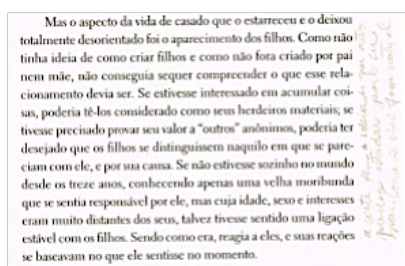 Mas o aspecto da vida de casado que o estarreceu e o deixou
totalmente desorientado foi o aparecimento dos filhos. Como não
tinha ideia de como criar filhos e como não fora criado por pai
nem mãe, não conseguia sequer compreender o que esse rela-
cionamento devia ser. Se estivesse interessado em acumular coi-
sas, poderia tê-los considerado como seus herdeiros materiais; se
tivesse precisado provar seu valor a “outros” anônimos, poderia ter
desejado que os filhos se distinguissem naquilo em que se pare-
ciam com ele, e por sua causa. Se não estivesse sozinho no mundo
desde os treze anos, conhecendo apenas uma velha moribunda
que se sentia responsável por ele, mas cuja idade, sexo e interesses
eram muito distantes dos seus, talvez tivesse sentido uma ligação
estável com os filhos. Sendo como era, reagia a eles, e suas reações
se baseavam no que ele sentisse no momento.